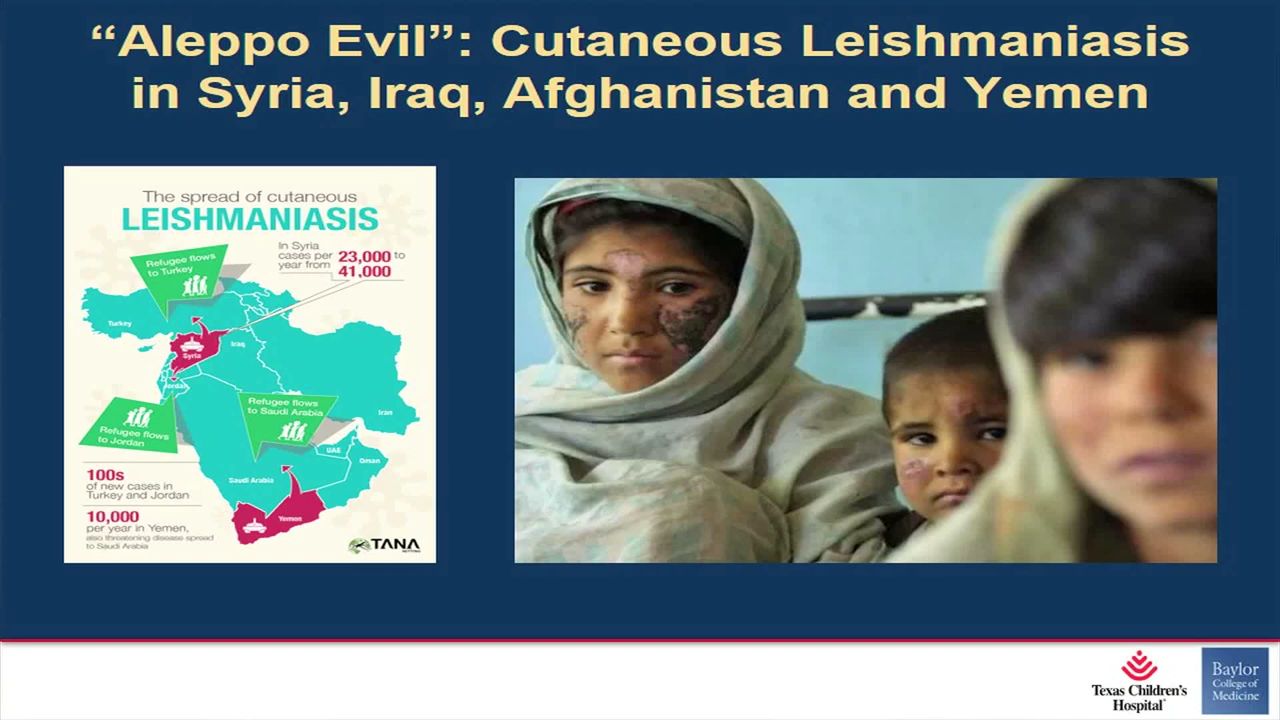 “Aleppo Evil”: Cutaneous Leishmaniasis
in Syria, Iraq, Afghanistan and Yemen
The spread of cutaneous
LEISHMANIASIS
In Syria
cases per
year from
23,000 to
41,000
Refugee flows
to Turkey
Turkey
Syria
Iraq
Jordan
Iran
Refugee flows
to Saudi Arabia
Refugee flows
to Jordan
UAE
Oman
Saudi Arabia
Yemen
100s
of new cases in
Turkey and Jordan
10,000
per year in Yemen,
also threatening disease spread
to Saudi Arabia
TANA
NETTING
Texas Children's
Hospital
Baylor
College of
Medicine